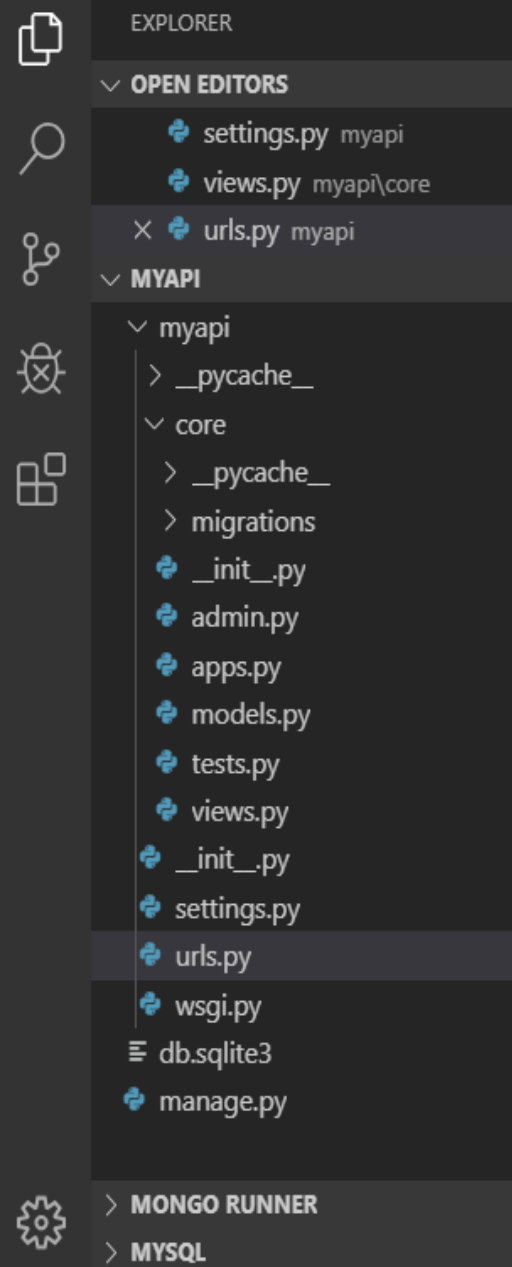 EXPLORER
OPEN EDITORS
settings.py myapi
views.py myapi\core
urls.py myapi
MYAPI
myapi
__pycache__
core
__pycache__
migrations
__init__.py
admin.py
apps.py
models.py
tests.py
views.py
__init__.py
settings.py
urls.py
wsgi.py
db.sqlite3
manage.py
MONGO RUNNER
MYSQL